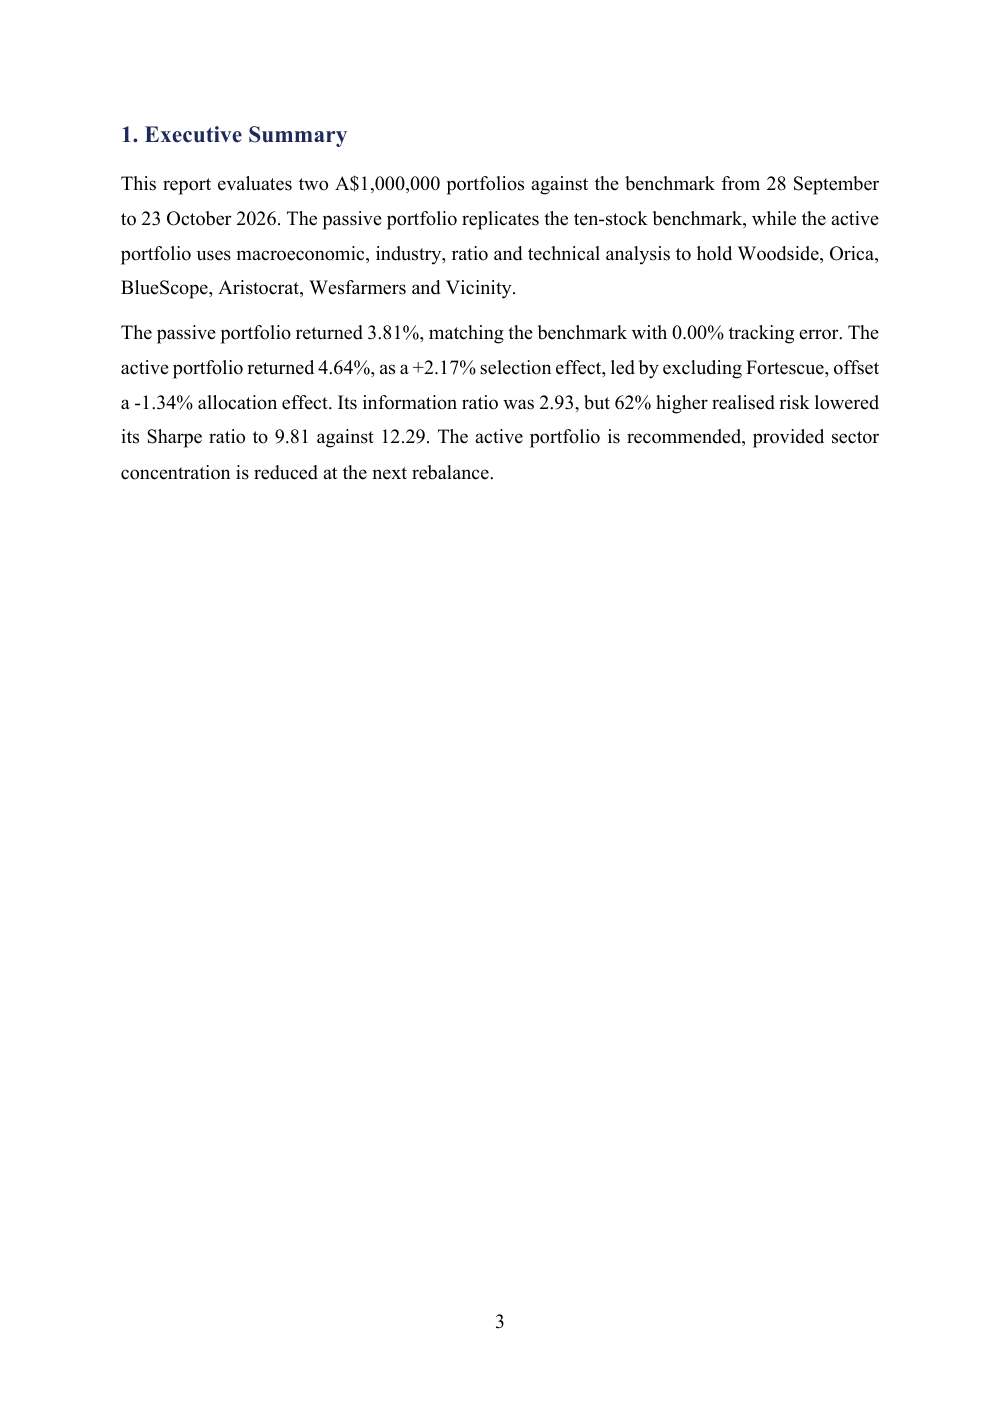 1. Executive Summary
This report evaluates two A$1,000,000 portfolios against the benchmark from 28 September
to 23 October 2026. The passive portfolio replicates the ten-stock benchmark, while the active
portfolio uses macroeconomic, industry, ratio and technical analysis to hold Woodside, Orica,
BlueScope, Aristocrat, Wesfarmers and Vicinity.
The passive portfolio returned 3.81%, matching the benchmark with 0.00% tracking error. The
active portfolio returned 4.64%, as a +2.17% selection effect, led by excluding Fortescue, offset
a -1.34% allocation effect. Its information ratio was 2.93, but 62% higher realised risk lowered
its Sharpe ratio to 9.81 against 12.29. The active portfolio is recommended, provided sector
concentration is reduced at the next rebalance.
3